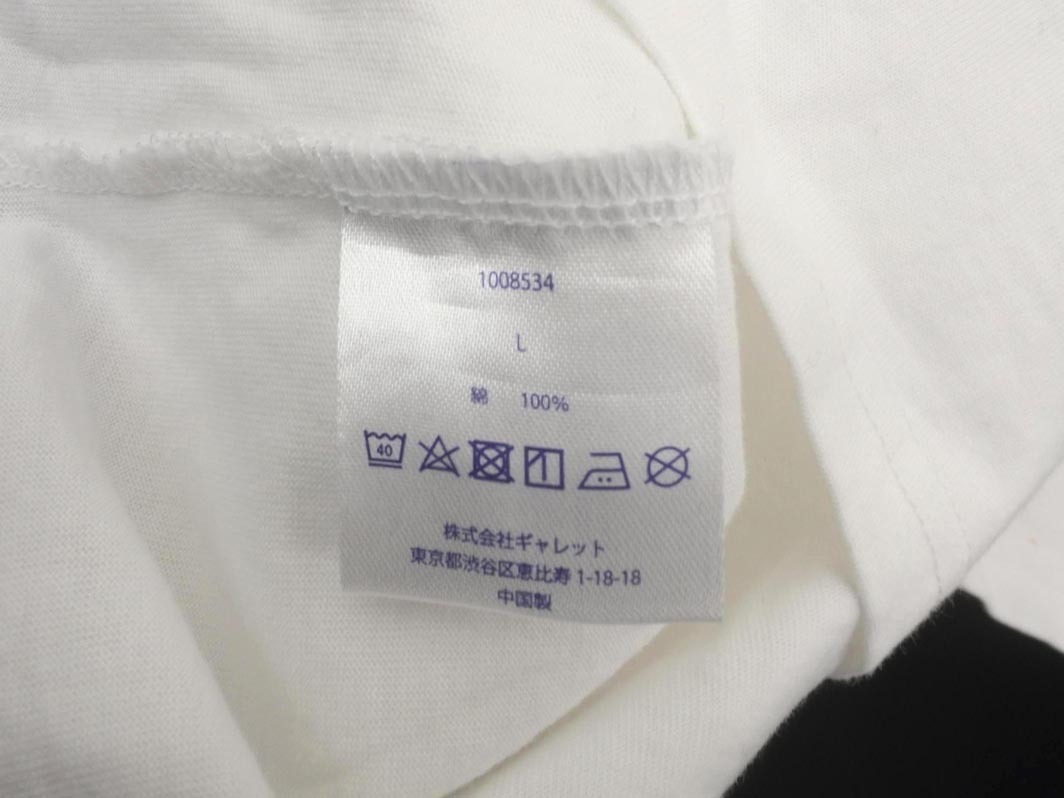 1008534
L
綿 100%
40
株式会社ギャレット
東京都渋谷区恵比寿 1-18-18
中国製